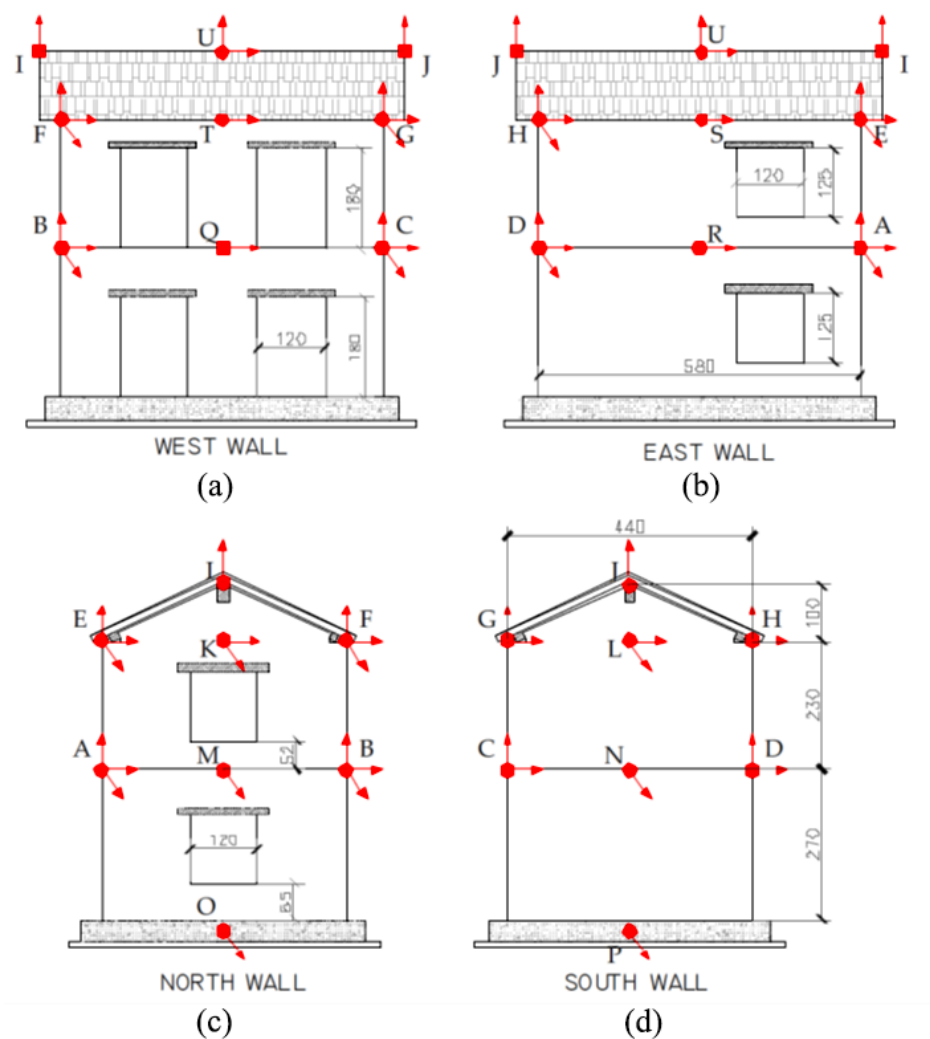 U U
I J J I
F T G H S E
180 120 125
B Q C D R A
120 180 125
580
WEST WALL EAST WALL
(a) (b)
440
I J
E F G H 100
K L
230
52
A M B C N D
120 270
65
O
P
NORTH WALL SOUTH WALL
(c) (d)